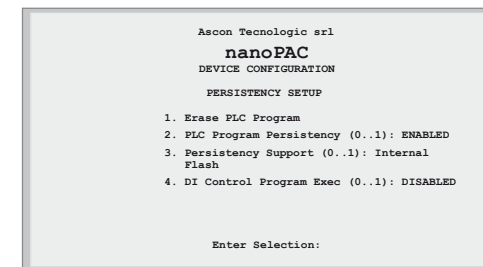 Ascon Tecnologic srl
nanoPAC
DEVICE CONFIGURATION
PERSISTENCY SETUP
1. Erase PLC Program
2. PLC Program Persistency (0..1): ENABLED
3. Persistency Support (0..1): Internal
Flash
4. DI Control Program Exec (0..1): DISABLED
Enter Selection: